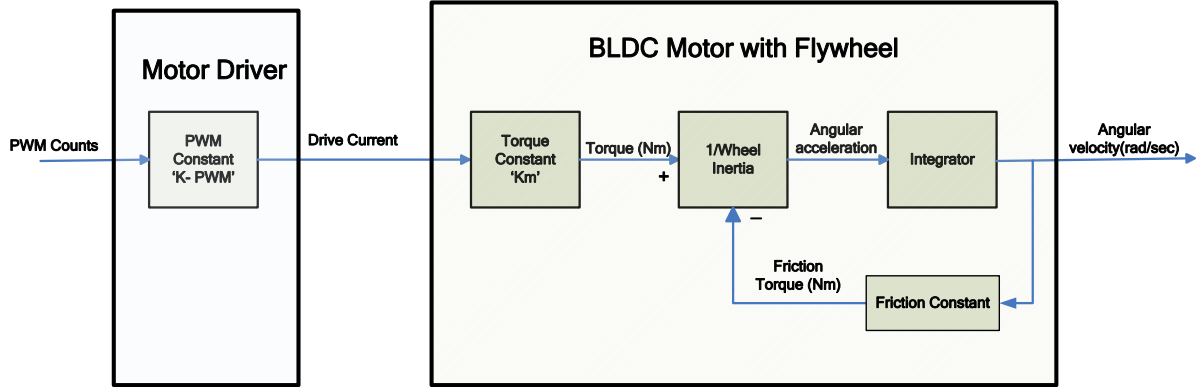 Motor Driver
BLDC Motor with Flywheel
PWM Counts
PWM
Constant
‘K- PWM’
Drive Current
Torque
Constant
‘Km’
Torque (Nm)
+
1/Wheel
Inertia
–
Angular
acceleration
Integrator
Angular
velocity(rad/sec)
Friction
Torque (Nm)
Friction Constant